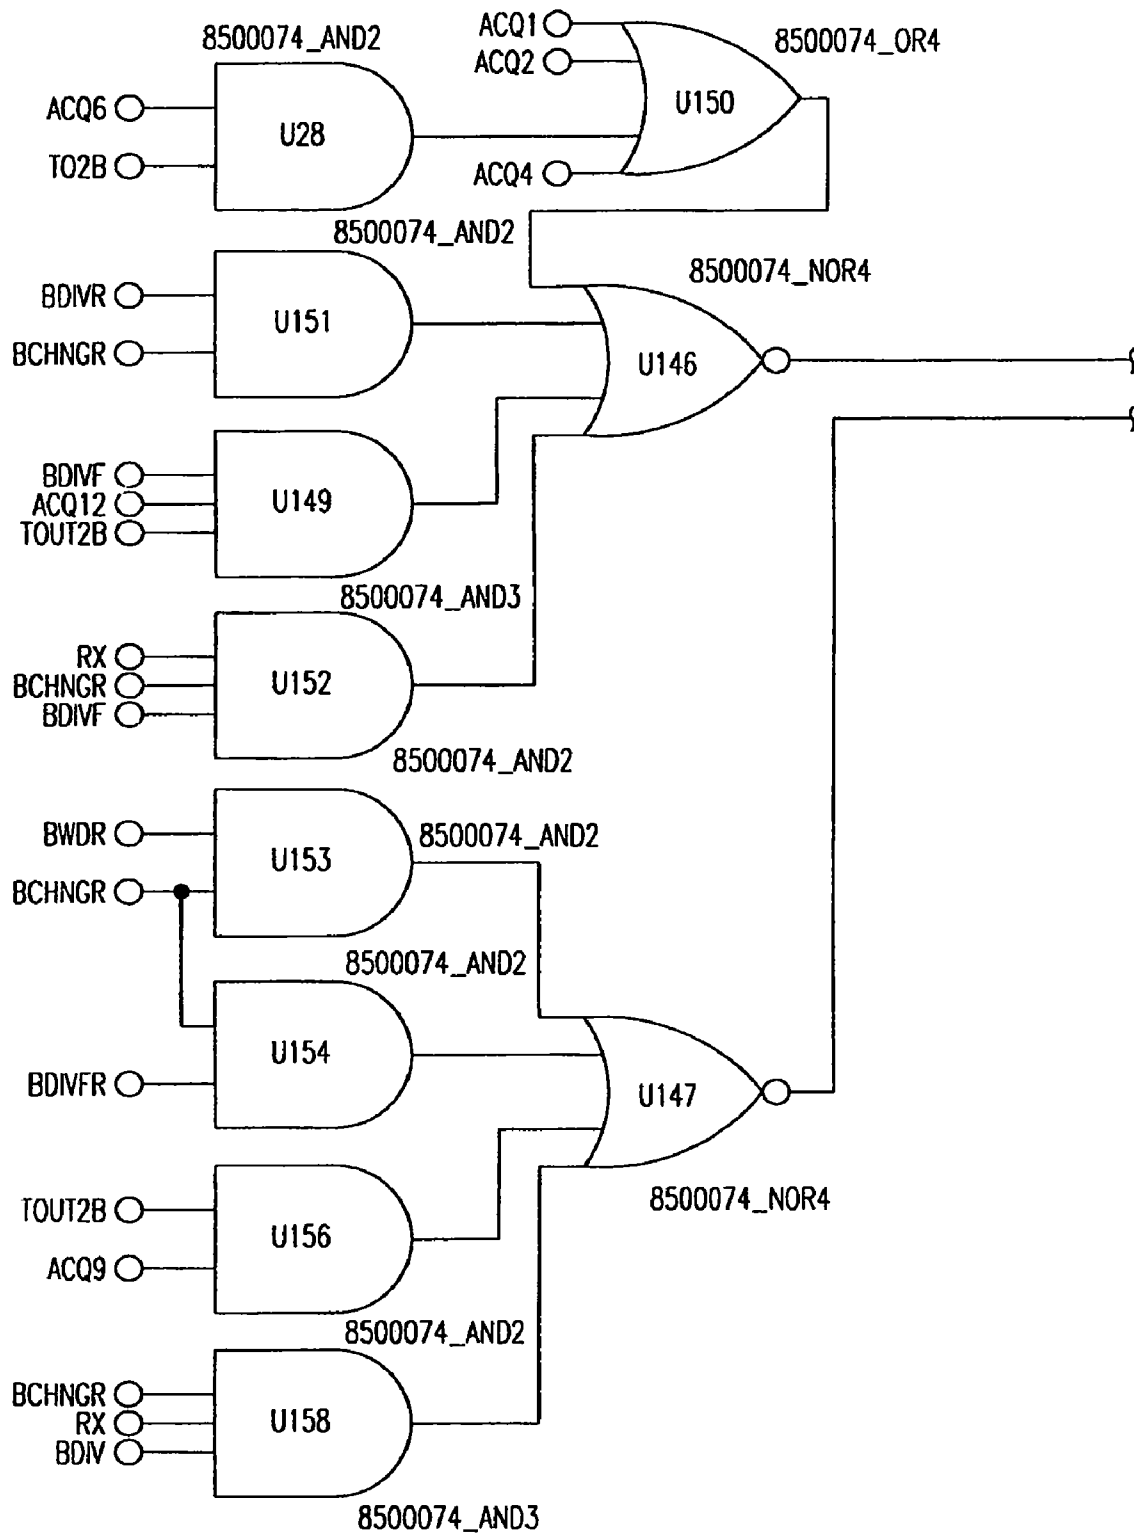 ACQ1
8500074_AND2
8500074_OR4
ACQ2
ACQ6
U28
U150
TO2B
ACQ4
8500074_AND2
8500074_NOR4
BDIVR
U151
BCHNGR
U146
BDIVF
ACQ12
TOUT2B
U149
8500074_AND3
RX
BCHNGR
BDIVF
U152
8500074_AND2
BWDR
8500074_AND2
U153
BCHNGR
8500074_AND2
U154
BDIVFR
U147
8500074_NOR4
TOUT2B
U156
ACQ9
8500074_AND2
BCHNGR
RX
BDIV
U158
8500074_AND3